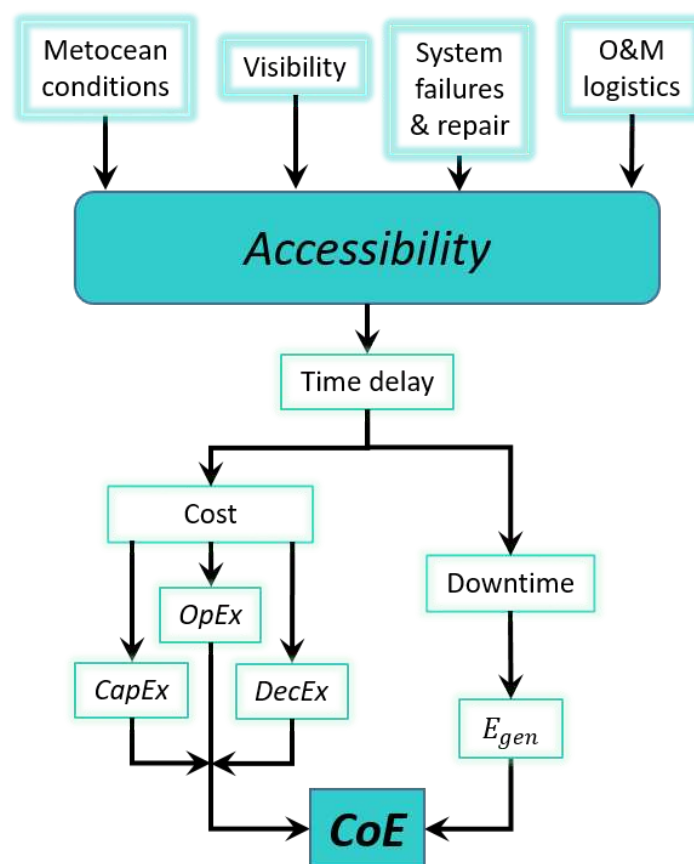 Metocean
conditions
Visibility
System
failures
& repair
O&M
logistics
Accessibility
Time delay
Cost
Downtime
OpEx
CapEx
DecEx
E_gen
CoE